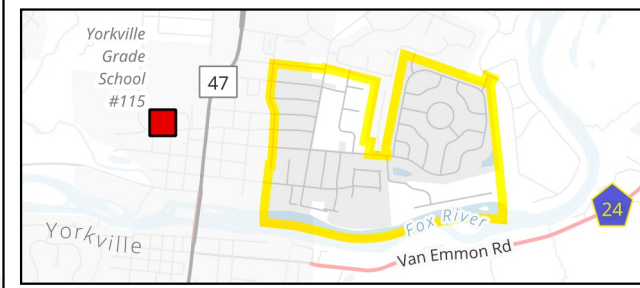 Yorkville
Grade
School
#115
47
24
Fox River
Yorkville
Van Emmon Rd